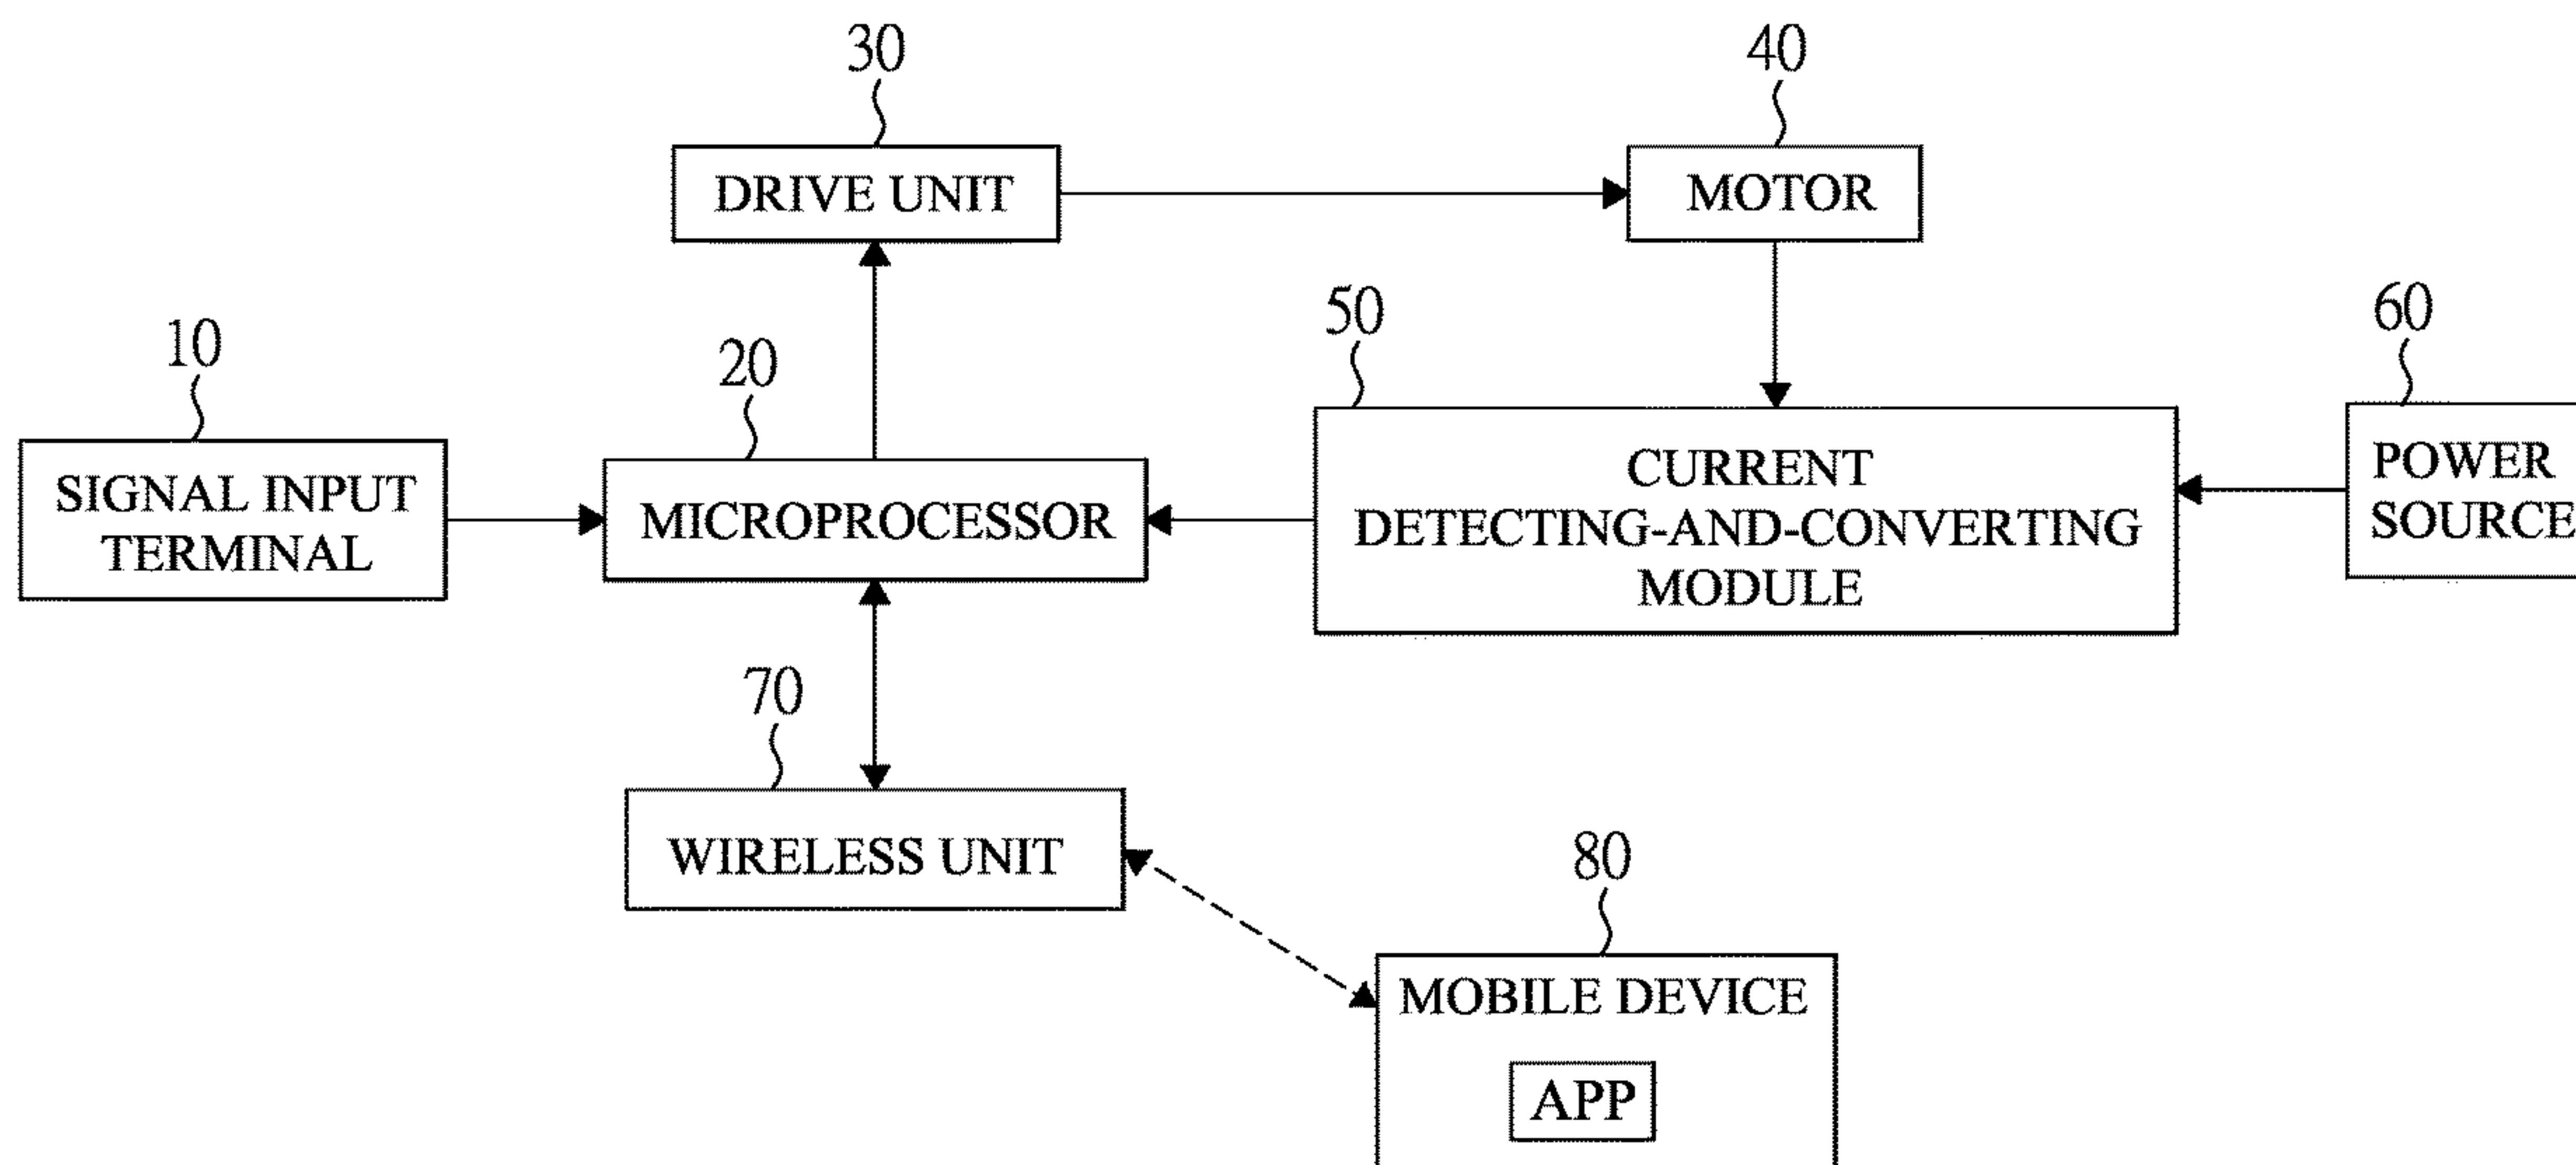 30
40
DRIVE UNIT
MOTOR
10
20
50
60
SIGNAL INPUT
TERMINAL
MICROPROCESSOR
CURRENT
DETECTING-AND-CONVERTING
MODULE
POWER
SOURCE
70
WIRELESS UNIT
80
MOBILE DEVICE
APP